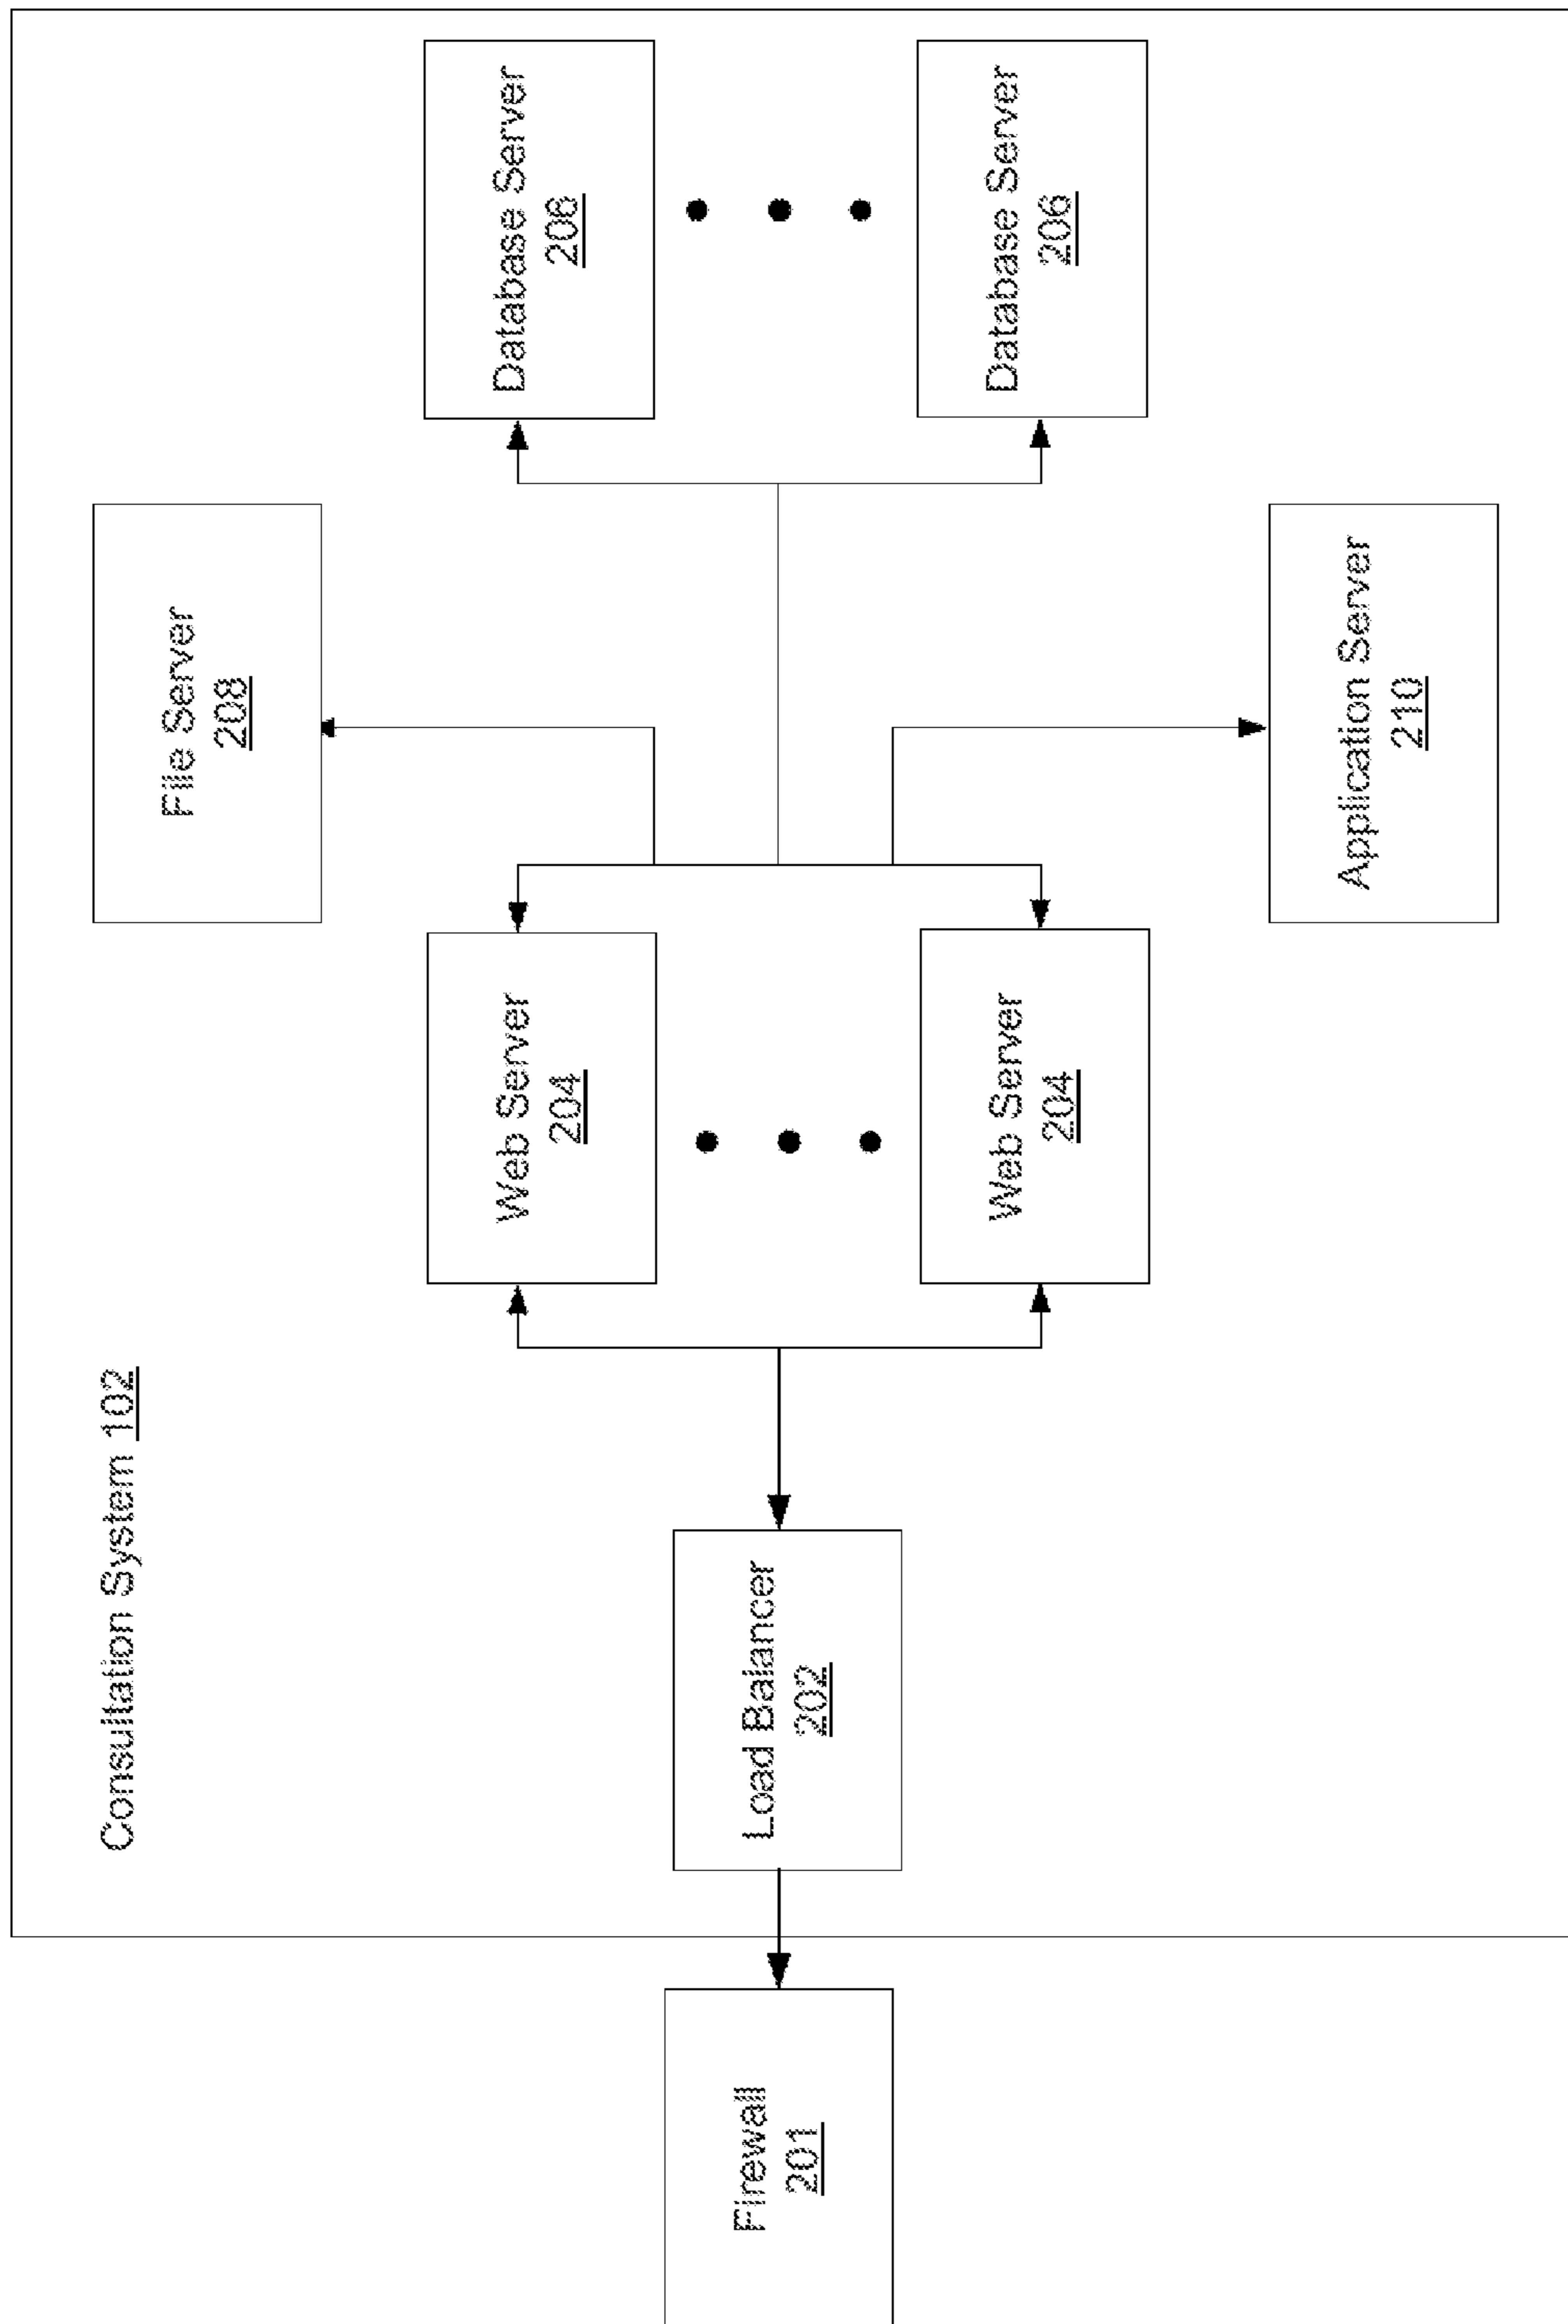 Consultation System 102
File Server
208
Database Server
206
Database Server
206
Web Server
204
Web Server
204
Application Server
210
Load Balancer
202
Firewall
201